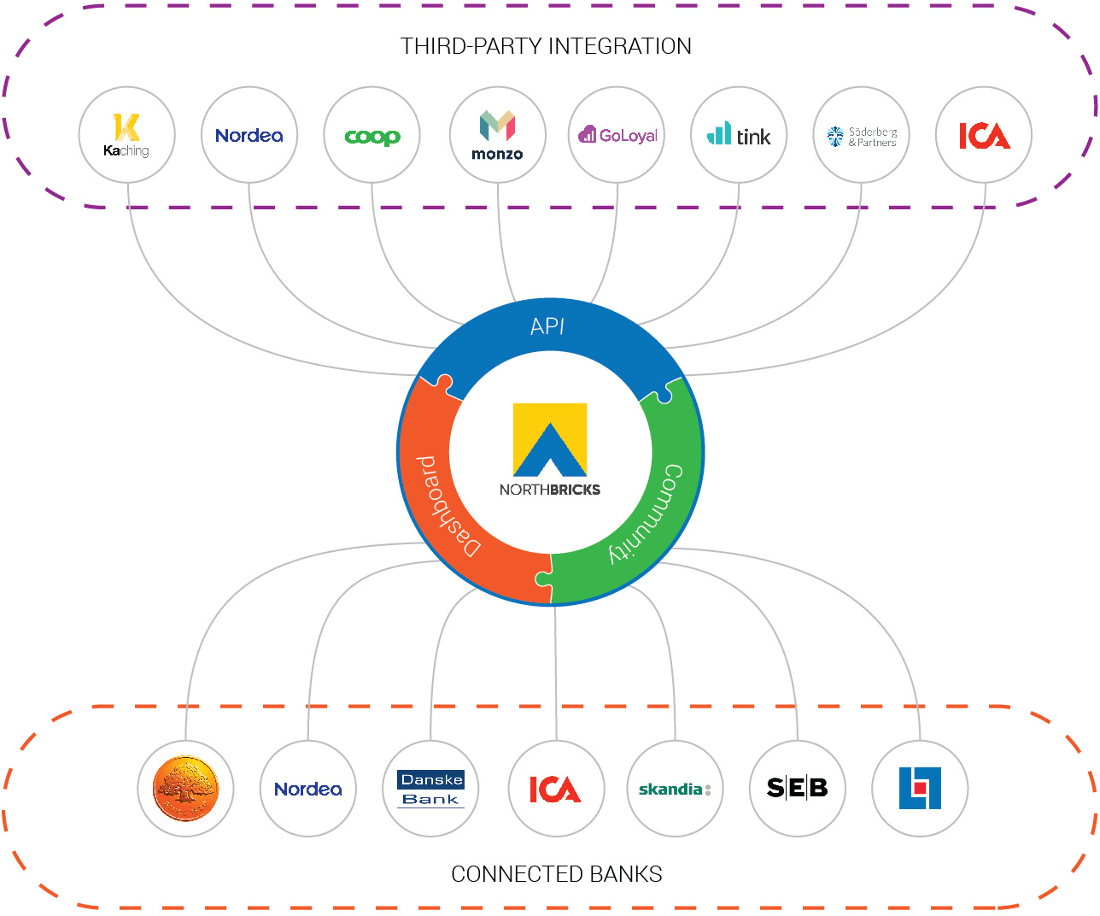 THIRD-PARTY INTEGRATION
Kaching
Nordea
coop
monzo
GoLoyal
tink
Söderberg
& Partners
ICA
API
Dashboard
Community
NORTHBRICKS
Nordea
Danske
Bank
ICA
skandia:
SEB
CONNECTED BANKS